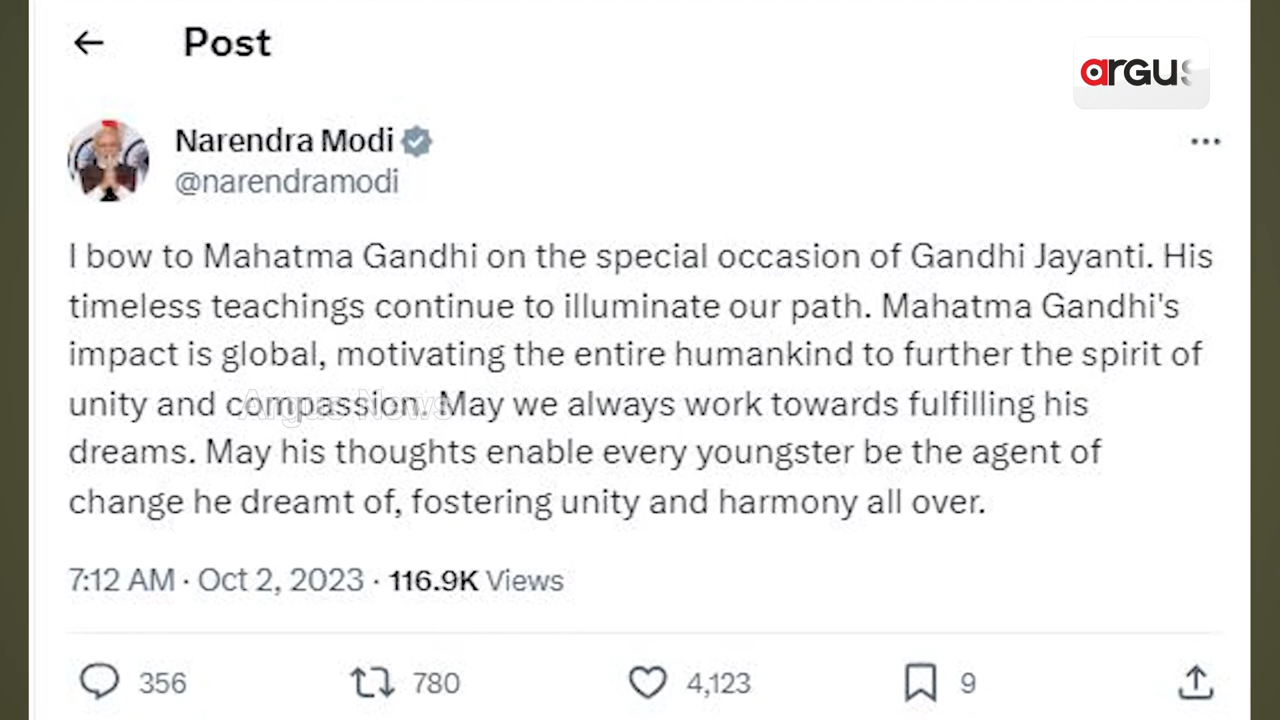 Post
argus
Narendra Modi
@narendramodi
I bow to Mahatma Gandhi on the special occasion of Gandhi Jayanti. His
timeless teachings continue to illuminate our path. Mahatma Gandhi's
impact is global, motivating the entire humankind to further the spirit of
unity and compassion. May we always work towards fulfilling his
Argus News
dreams. May his thoughts enable every youngster be the agent of
change he dreamt of, fostering unity and harmony all over.
7:12 AM · Oct 2, 2023 · 116.9K Views
356 780 4,123 9